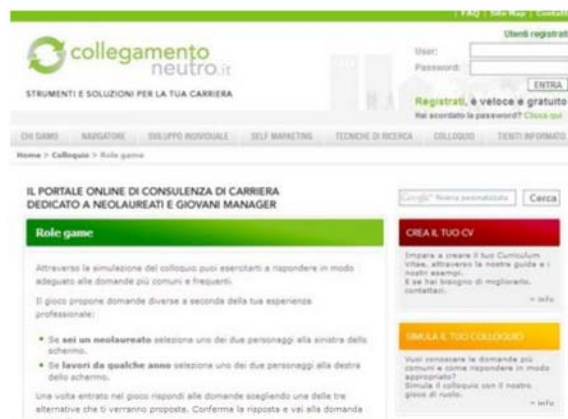 | FAQ | Site Map | Contatti
Utenti registrati
collegamento
neutro.it
User:
Password:
STRUMENTI E SOLUZIONI PER LA TUA CARRIERA
ENTRA
Registrati, è veloce e gratuito
Hai scordato la password? Clicca qui
CHI SIAMO NAVIGATORE SVILUPPO INDIVIDUALE SELF MARKETING TECNICHE DI RICERCA COLLOQUIO TIENITI INFORMATO
Home > Colloquio > Role game
IL PORTALE ONLINE DI CONSULENZA DI CARRIERA
DEDICATO A NEOLAUREATI E GIOVANI MANAGER
Google Ricerca personalizzata Cerca
Role game
Attraverso la simulazione del colloquio puoi esercitarti a rispondere in modo
adeguato alle domande più comuni e frequenti.
Il gioco propone domande diverse a seconda della tua esperienza
professionale:
Se sei un neolaureato seleziona uno dei due personaggi alla sinistra dello
schermo.
Se lavori da qualche anno seleziona uno dei due personaggi alla destra
dello schermo.
Una volta entrato nel gioco rispondi alle domande scegliendo una delle tre
alternative che ti verranno proposte. Conferma la risposta e vai alla domanda
CREA IL TUO CV
Impara a creare il tuo Curriculum
Vitae, attraverso la nostra guida e i
nostri esempi.
E se hai bisogno di migliorarlo,
contattaci.
» info
SIMULA IL TUO COLLOQUIO
Vuoi conoscere le domande più
comuni e come rispondere in modo
appropriato?
Simula il colloquio con il nostro
gioco di ruolo.
» info